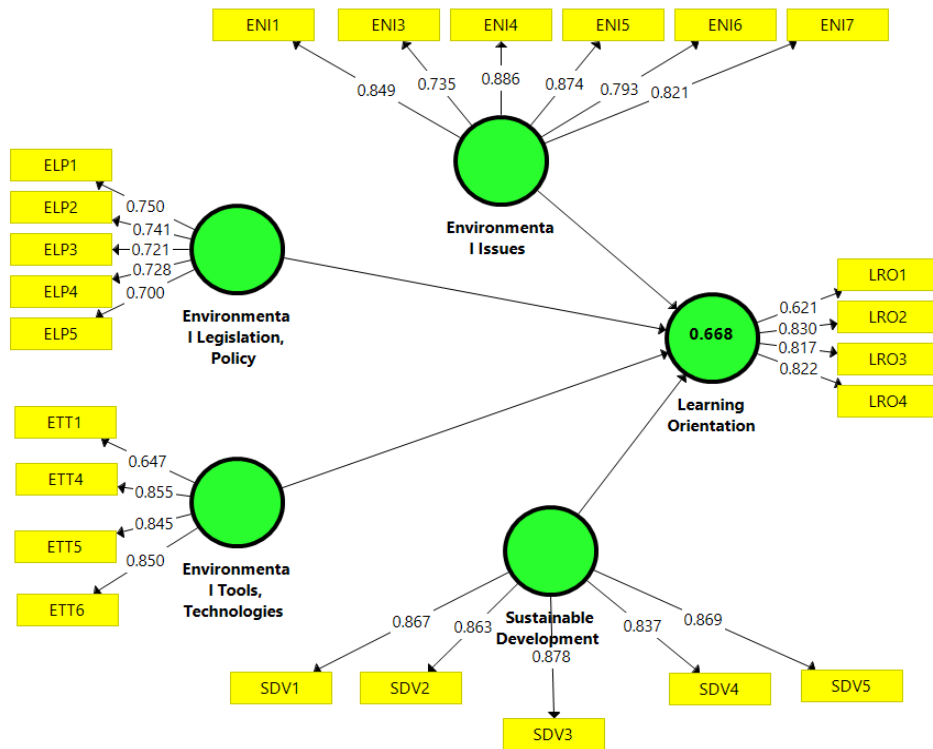 ENI1
ENI3
ENI4
ENI5
ENI6
ENI7
0.849
0.735
0.886
0.874
0.793
0.821
Environmenta
l Issues
ELP1
ELP2
ELP3
ELP4
ELP5
0.750
0.741
0.721
0.728
0.700
Environmenta
l Legislation,
Policy
0.668
Learning
Orientation
0.621
0.830
0.817
0.822
LRO1
LRO2
LRO3
LRO4
ETT1
ETT4
ETT5
ETT6
0.647
0.855
0.845
0.850
Environmenta
l Tools,
Technologies
Sustainable
Development
0.867
0.863
0.878
0.837
0.869
SDV1
SDV2
SDV3
SDV4
SDV5